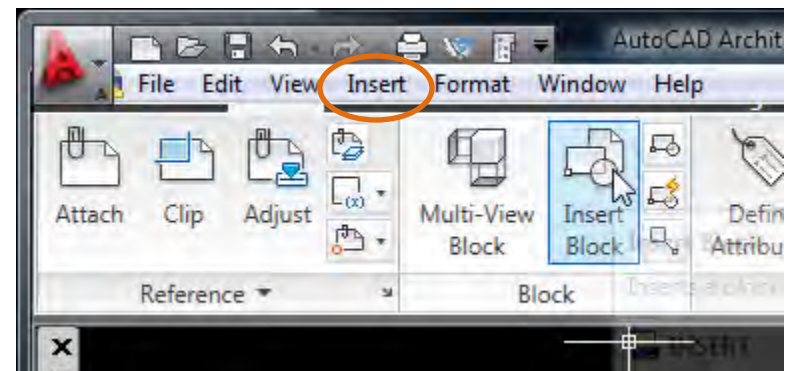 AutoCAD Archit
File Edit View Insert Format Window Help
Attach Clip Adjust (x) Multi-View Block Insert Block Defin Attribu
Reference Block
INSERT